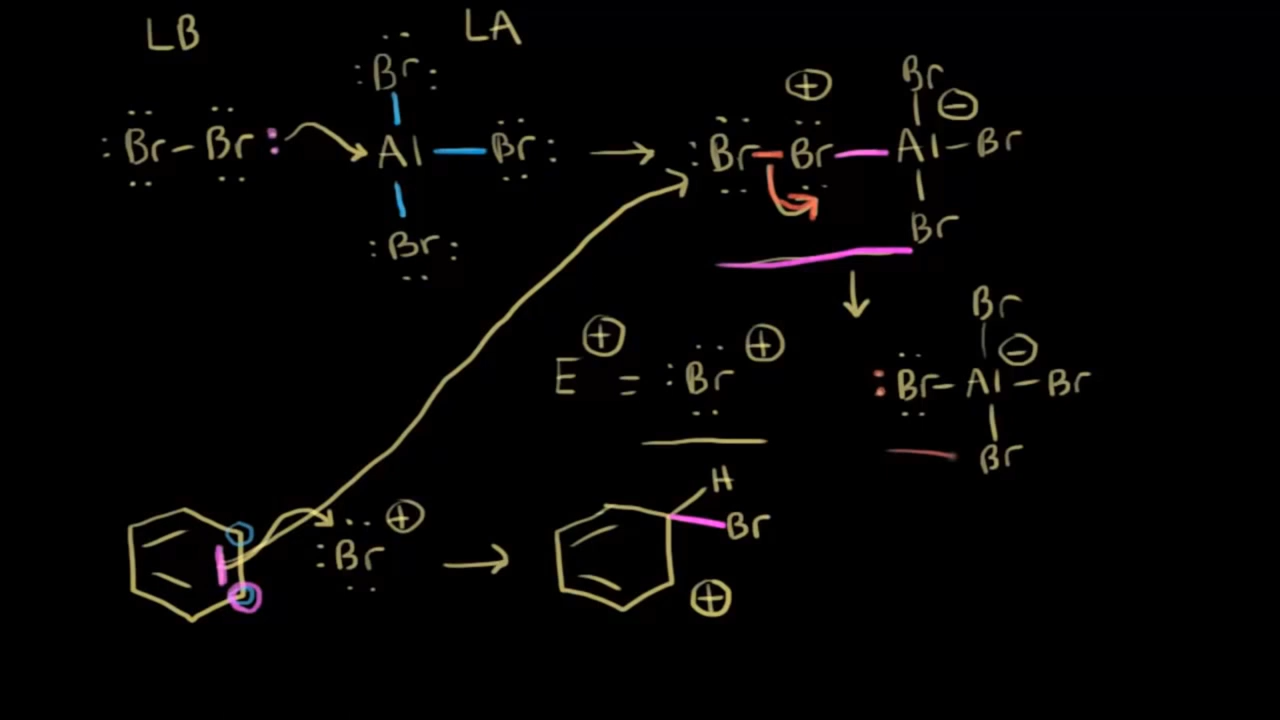 LB LA
Br Br
Br – Br Al – Br → Br – Br – Al – Br
⊕ ⊖
Br Br
E⊕ = Br⊕
Br
Br – Al – Br
⊖
Br
Br⊕ → H
Br
⊕